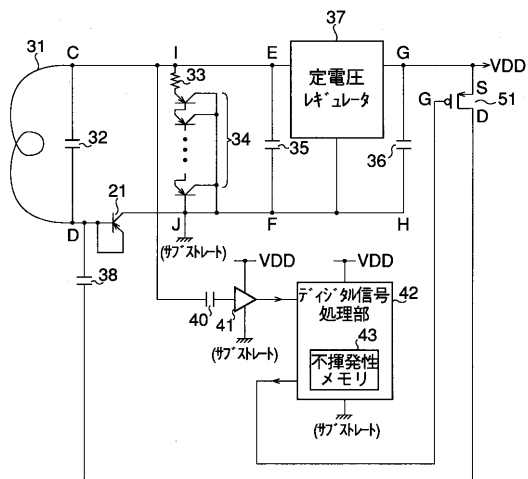 37
31
C
I
E
G
VDD
33
定電圧
レギュレータ
S
G
51
D
32
34
35
36
21
D
J
F
H
(サブストレート)
38
VDD
VDD
ディジタル信号
処理部
42
40
41
43
不揮発性
メモリ
(サブストレート)
(サブストレート)